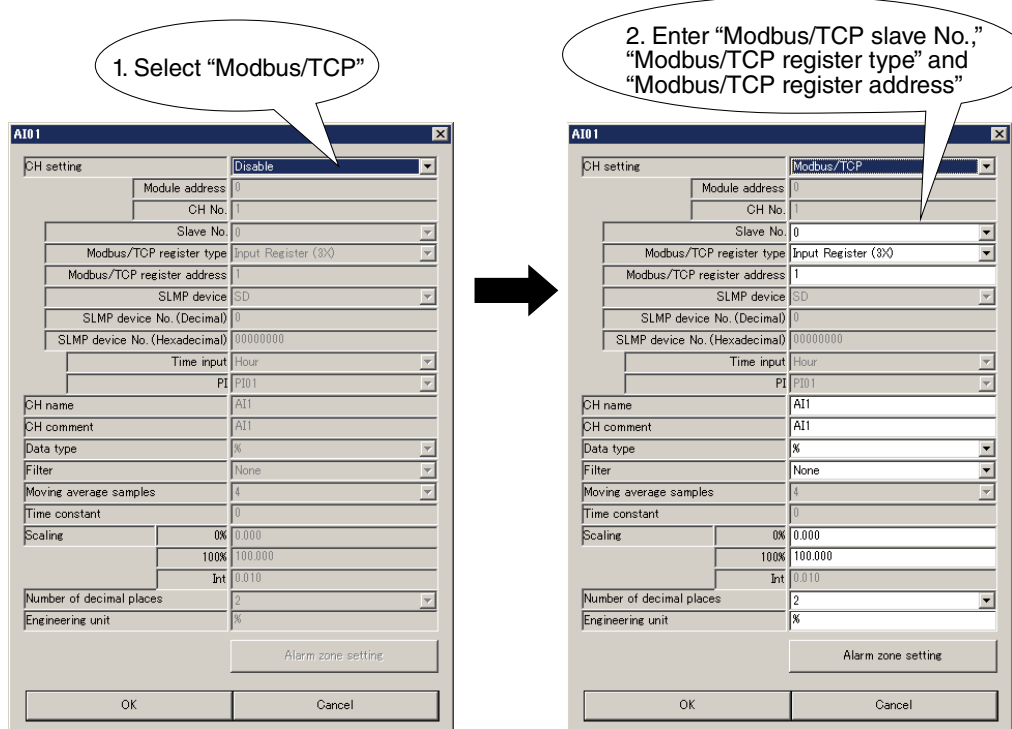 1. Select “Modbus/TCP”
2. Enter “Modbus/TCP slave No.,”
“Modbus/TCP register type” and
“Modbus/TCP register address”
AI01
CH setting Disable
Module address 0
CH No. 1
Slave No. 0
Modbus/TCP register type Input Register (3X)
Modbus/TCP register address 1
SLMP device SD
SLMP device No. (Decimal) 0
SLMP device No. (Hexadecimal) 00000000
Time input Hour
PI PI01
CH name AI1
CH comment AI1
Data type %
Filter None
Moving average samples 4
Time constant 0
Scaling 0% 0.000
100% 100.000
Int 0.010
Number of decimal places 2
Engineering unit %
Alarm zone setting
OK Cancel
AI01
CH setting Modbus/TCP
Module address 0
CH No. 1
Slave No. 0
Modbus/TCP register type Input Register (3X)
Modbus/TCP register address 1
SLMP device SD
SLMP device No. (Decimal) 0
SLMP device No. (Hexadecimal) 00000000
Time input Hour
PI PI01
CH name AI1
CH comment AI1
Data type %
Filter None
Moving average samples 4
Time constant 0
Scaling 0% 0.000
100% 100.000
Int 0.010
Number of decimal places 2
Engineering unit %
Alarm zone setting
OK Cancel